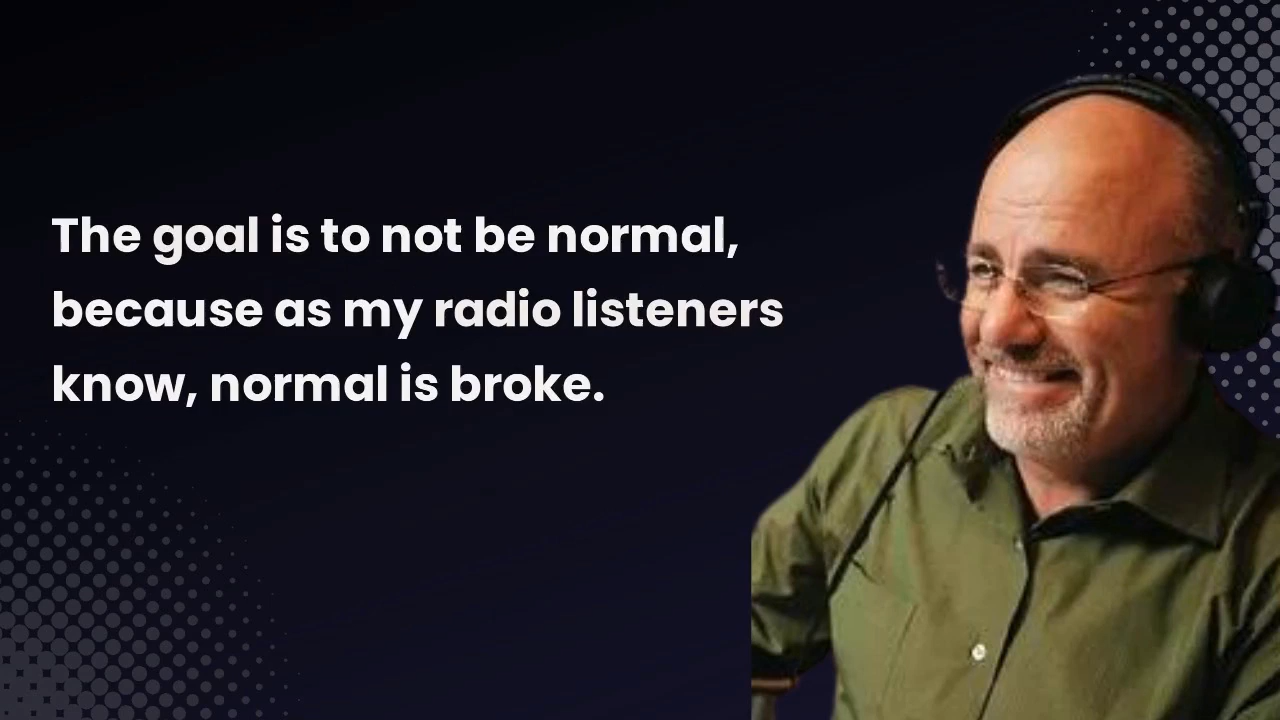 The goal is to not be normal,
because as my radio listeners
know, normal is broke.